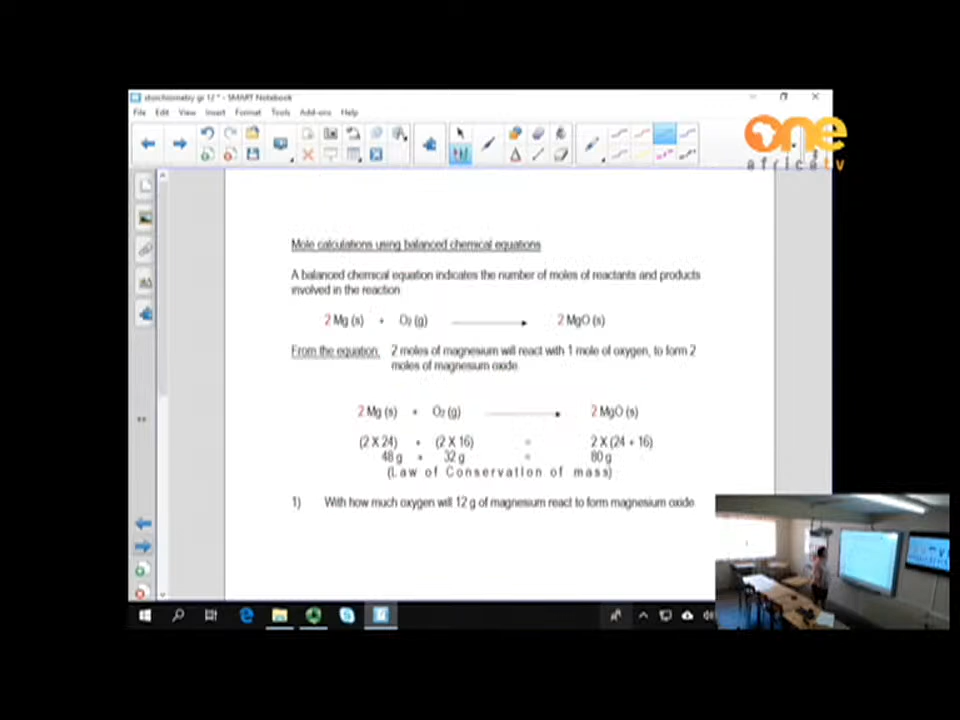 stoichiometry gr 12 * - SMART Notebook
File Edit View Insert Format Tools Add-ons Help
one
africa tv
Mole calculations using balanced chemical equations
A balanced chemical equation indicates the number of moles of reactants and products
involved in the reaction
2 Mg (s) + O₂ (g) 2 MgO (s)
From the equation: 2 moles of magnesium will react with 1 mole of oxygen, to form 2
moles of magnesium oxide
2 Mg (s) + O₂ (g) 2 MgO (s)
(2 X 24) + (2 X 16) = 2 X (24 + 16)
48 g + 32 g = 80 g
(Law of Conservation of mass)
1) With how much oxygen will 12 g of magnesium react to form magnesium oxide